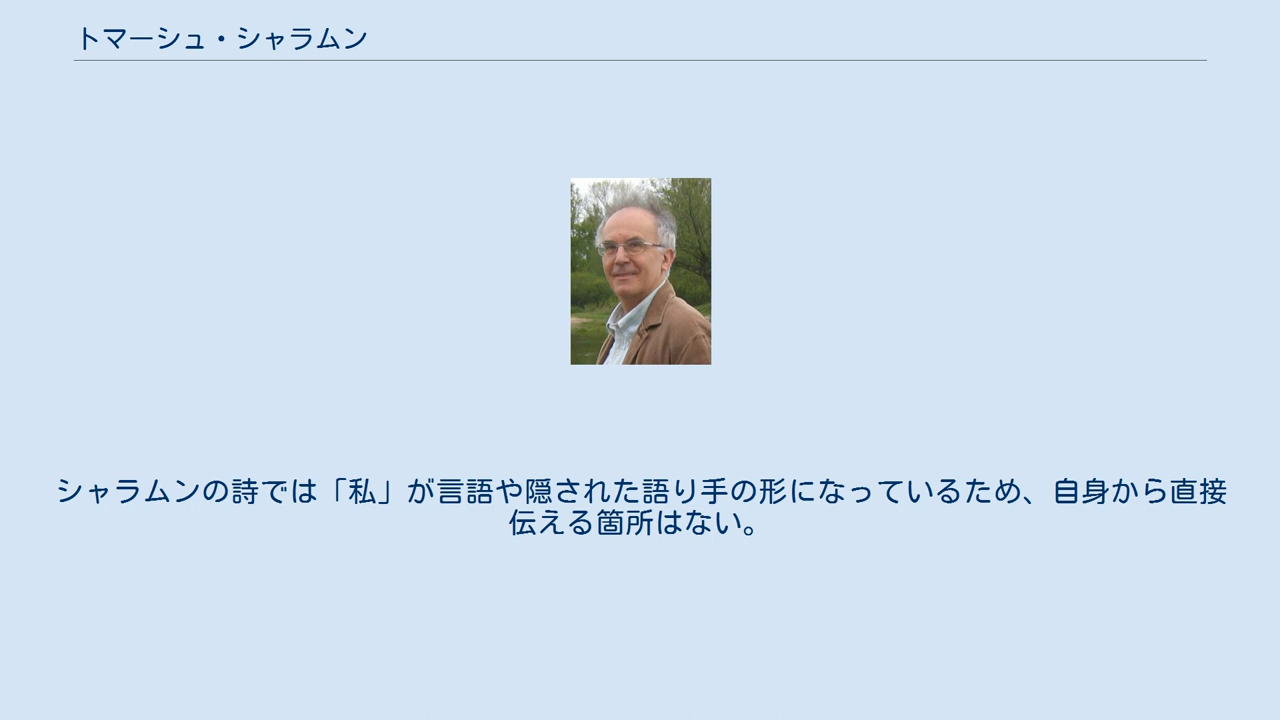 トマーシュ・シャラムン
シャラムンの詩では「私」が言語や隠された語り手の形になっているため、自身から直接
伝える箇所はない。